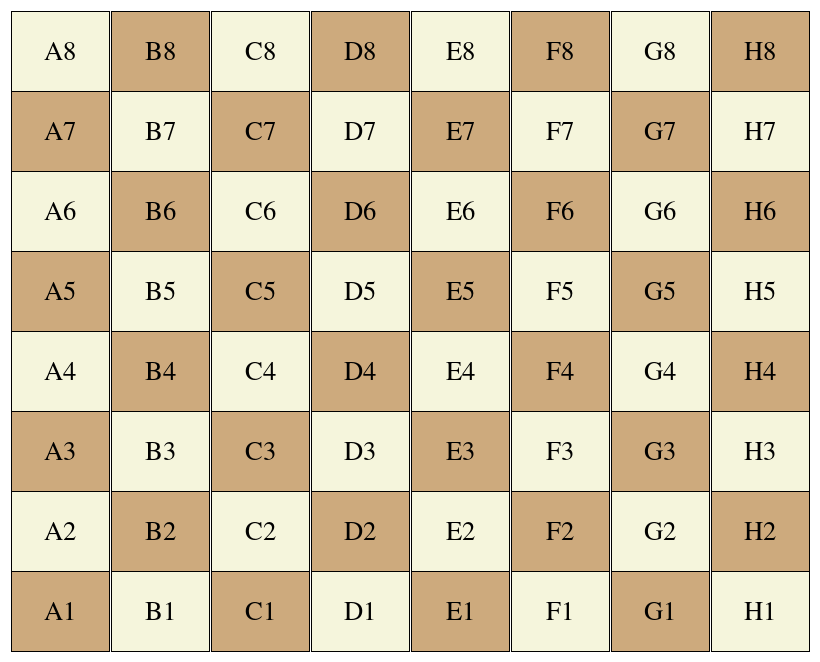 A8 B8 C8 D8 E8 F8 G8 H8
A7 B7 C7 D7 E7 F7 G7 H7
A6 B6 C6 D6 E6 F6 G6 H6
A5 B5 C5 D5 E5 F5 G5 H5
A4 B4 C4 D4 E4 F4 G4 H4
A3 B3 C3 D3 E3 F3 G3 H3
A2 B2 C2 D2 E2 F2 G2 H2
A1 B1 C1 D1 E1 F1 G1 H1